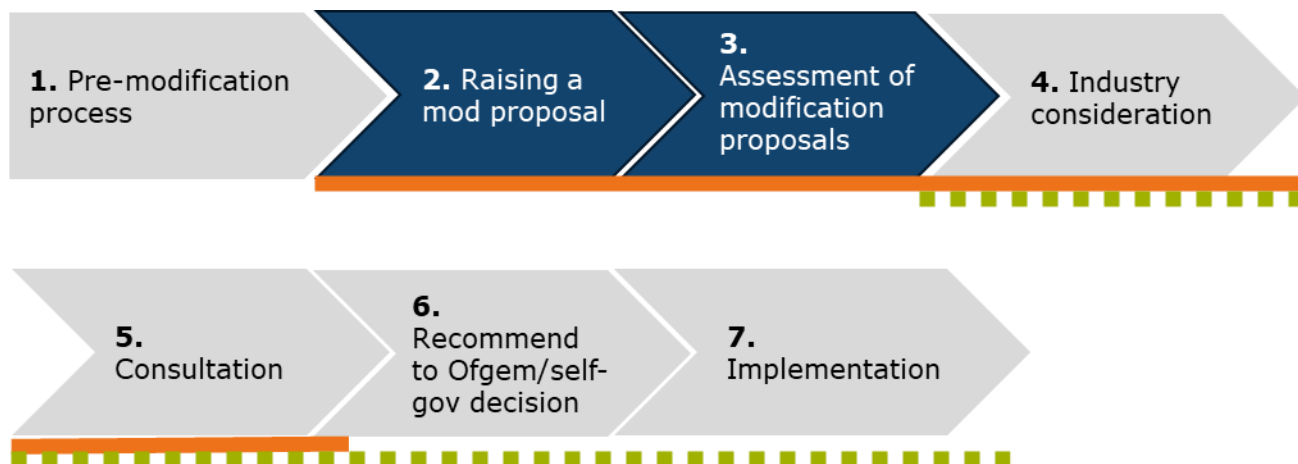 1. Pre-modification
process
2. Raising a
mod proposal
3.
Assessment of
modification
proposals
4. Industry
consideration
5.
Consultation
6.
Recommend
to Ofgem/self-
gov decision
7.
Implementation